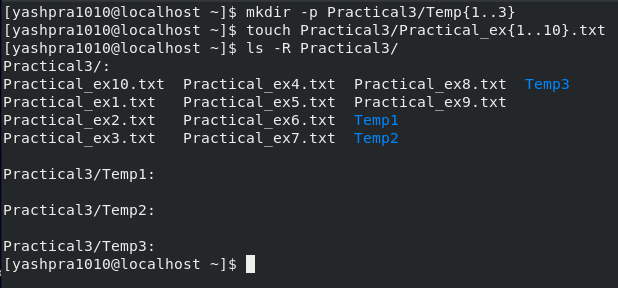 [yashpra1010@localhost ~]$ mkdir -p Practical3/Temp{1..3}
[yashpra1010@localhost ~]$ touch Practical3/Practical_ex{1..10}.txt
[yashpra1010@localhost ~]$ ls -R Practical3/
Practical3/:
Practical_ex10.txt  Practical_ex4.txt  Practical_ex8.txt  Temp3
Practical_ex1.txt   Practical_ex5.txt  Practical_ex9.txt
Practical_ex2.txt   Practical_ex6.txt  Temp1
Practical_ex3.txt   Practical_ex7.txt  Temp2

Practical3/Temp1:

Practical3/Temp2:

Practical3/Temp3:
[yashpra1010@localhost ~]$